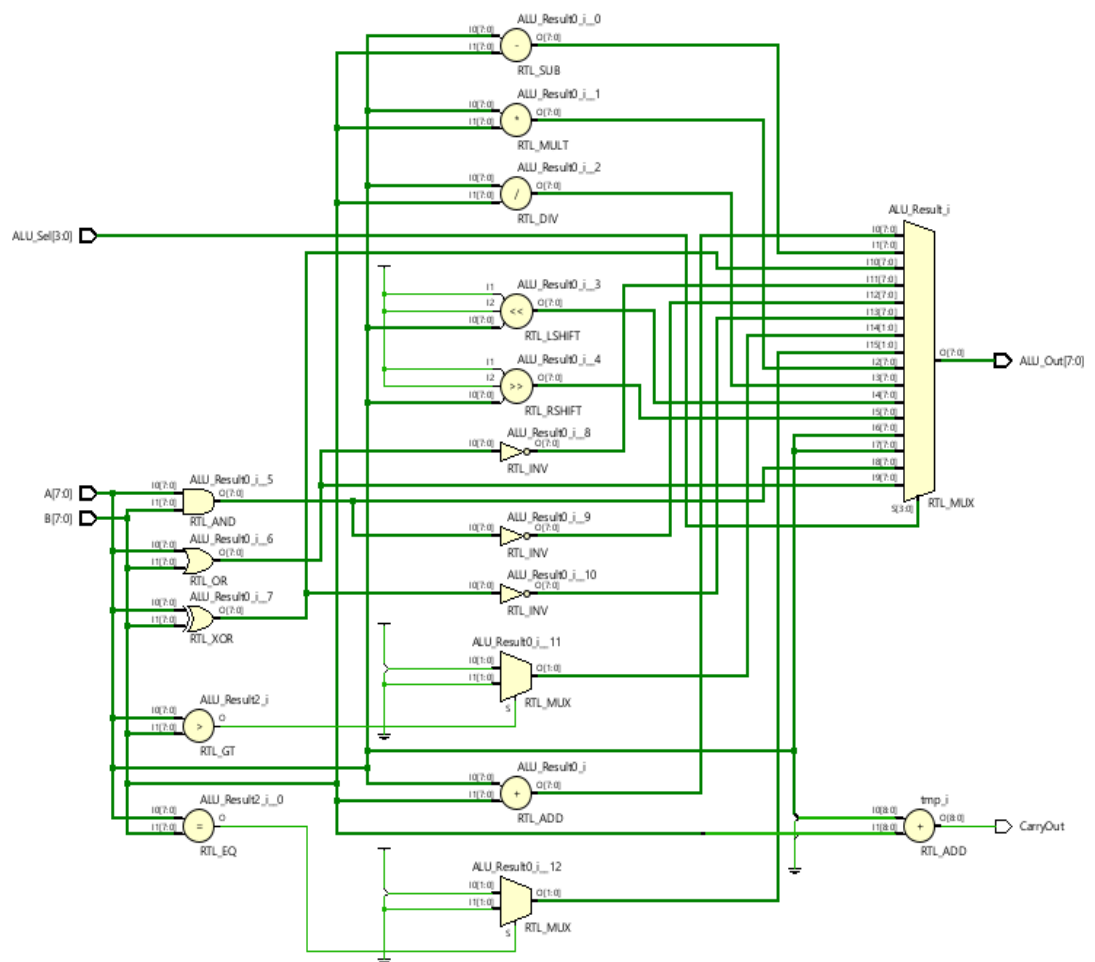 ALU_Result0_i__0
I0[7:0]
O[7:0]
I1[7:0]
-
RTL_SUB
ALU_Result0_i__1
I0[7:0]
O[7:0]
I1[7:0]
*
RTL_MULT
ALU_Result0_i__2
I0[7:0]
O[7:0]
I1[7:0]
/
RTL_DIV
ALU_Sel[3:0]
ALU_Result_i
I0[7:0]
I1[7:0]
I10[7:0]
I11[7:0]
I12[7:0]
I13[7:0]
I14[1:0]
I15[1:0]
I2[7:0]
I3[7:0]
I4[7:0]
I5[7:0]
I6[7:0]
I7[7:0]
I8[7:0]
I9[7:0]
S[3:0]
O[7:0]
RTL_MUX
ALU_Out[7:0]
ALU_Result0_i__3
I1
I2
O[7:0]
I0[7:0]
<<
RTL_LSHIFT
ALU_Result0_i__4
I1
I2
O[7:0]
I0[7:0]
>>
RTL_RSHIFT
ALU_Result0_i__8
I0[7:0]
O[7:0]
RTL_INV
A[7:0]
B[7:0]
ALU_Result0_i__5
I0[7:0]
O[7:0]
I1[7:0]
RTL_AND
ALU_Result0_i__9
I0[7:0]
O[7:0]
RTL_INV
ALU_Result0_i__6
I0[7:0]
O[7:0]
I1[7:0]
RTL_OR
ALU_Result0_i__10
I0[7:0]
O[7:0]
RTL_INV
ALU_Result0_i__7
I0[7:0]
O[7:0]
I1[7:0]
RTL_XOR
ALU_Result0_i__11
I0[1:0]
O[1:0]
I1[1:0]
S
RTL_MUX
ALU_Result2_i
I0[7:0]
O
I1[7:0]
>
RTL_GT
ALU_Result0_i
I0[7:0]
O[7:0]
I1[7:0]
+
RTL_ADD
ALU_Result2_i__0
I0[7:0]
O
I1[7:0]
=
RTL_EQ
tmp_i
I0[8:0]
O[8:0]
I1[8:0]
+
RTL_ADD
CarryOut
ALU_Result0_i__12
I0[1:0]
O[1:0]
I1[1:0]
S
RTL_MUX